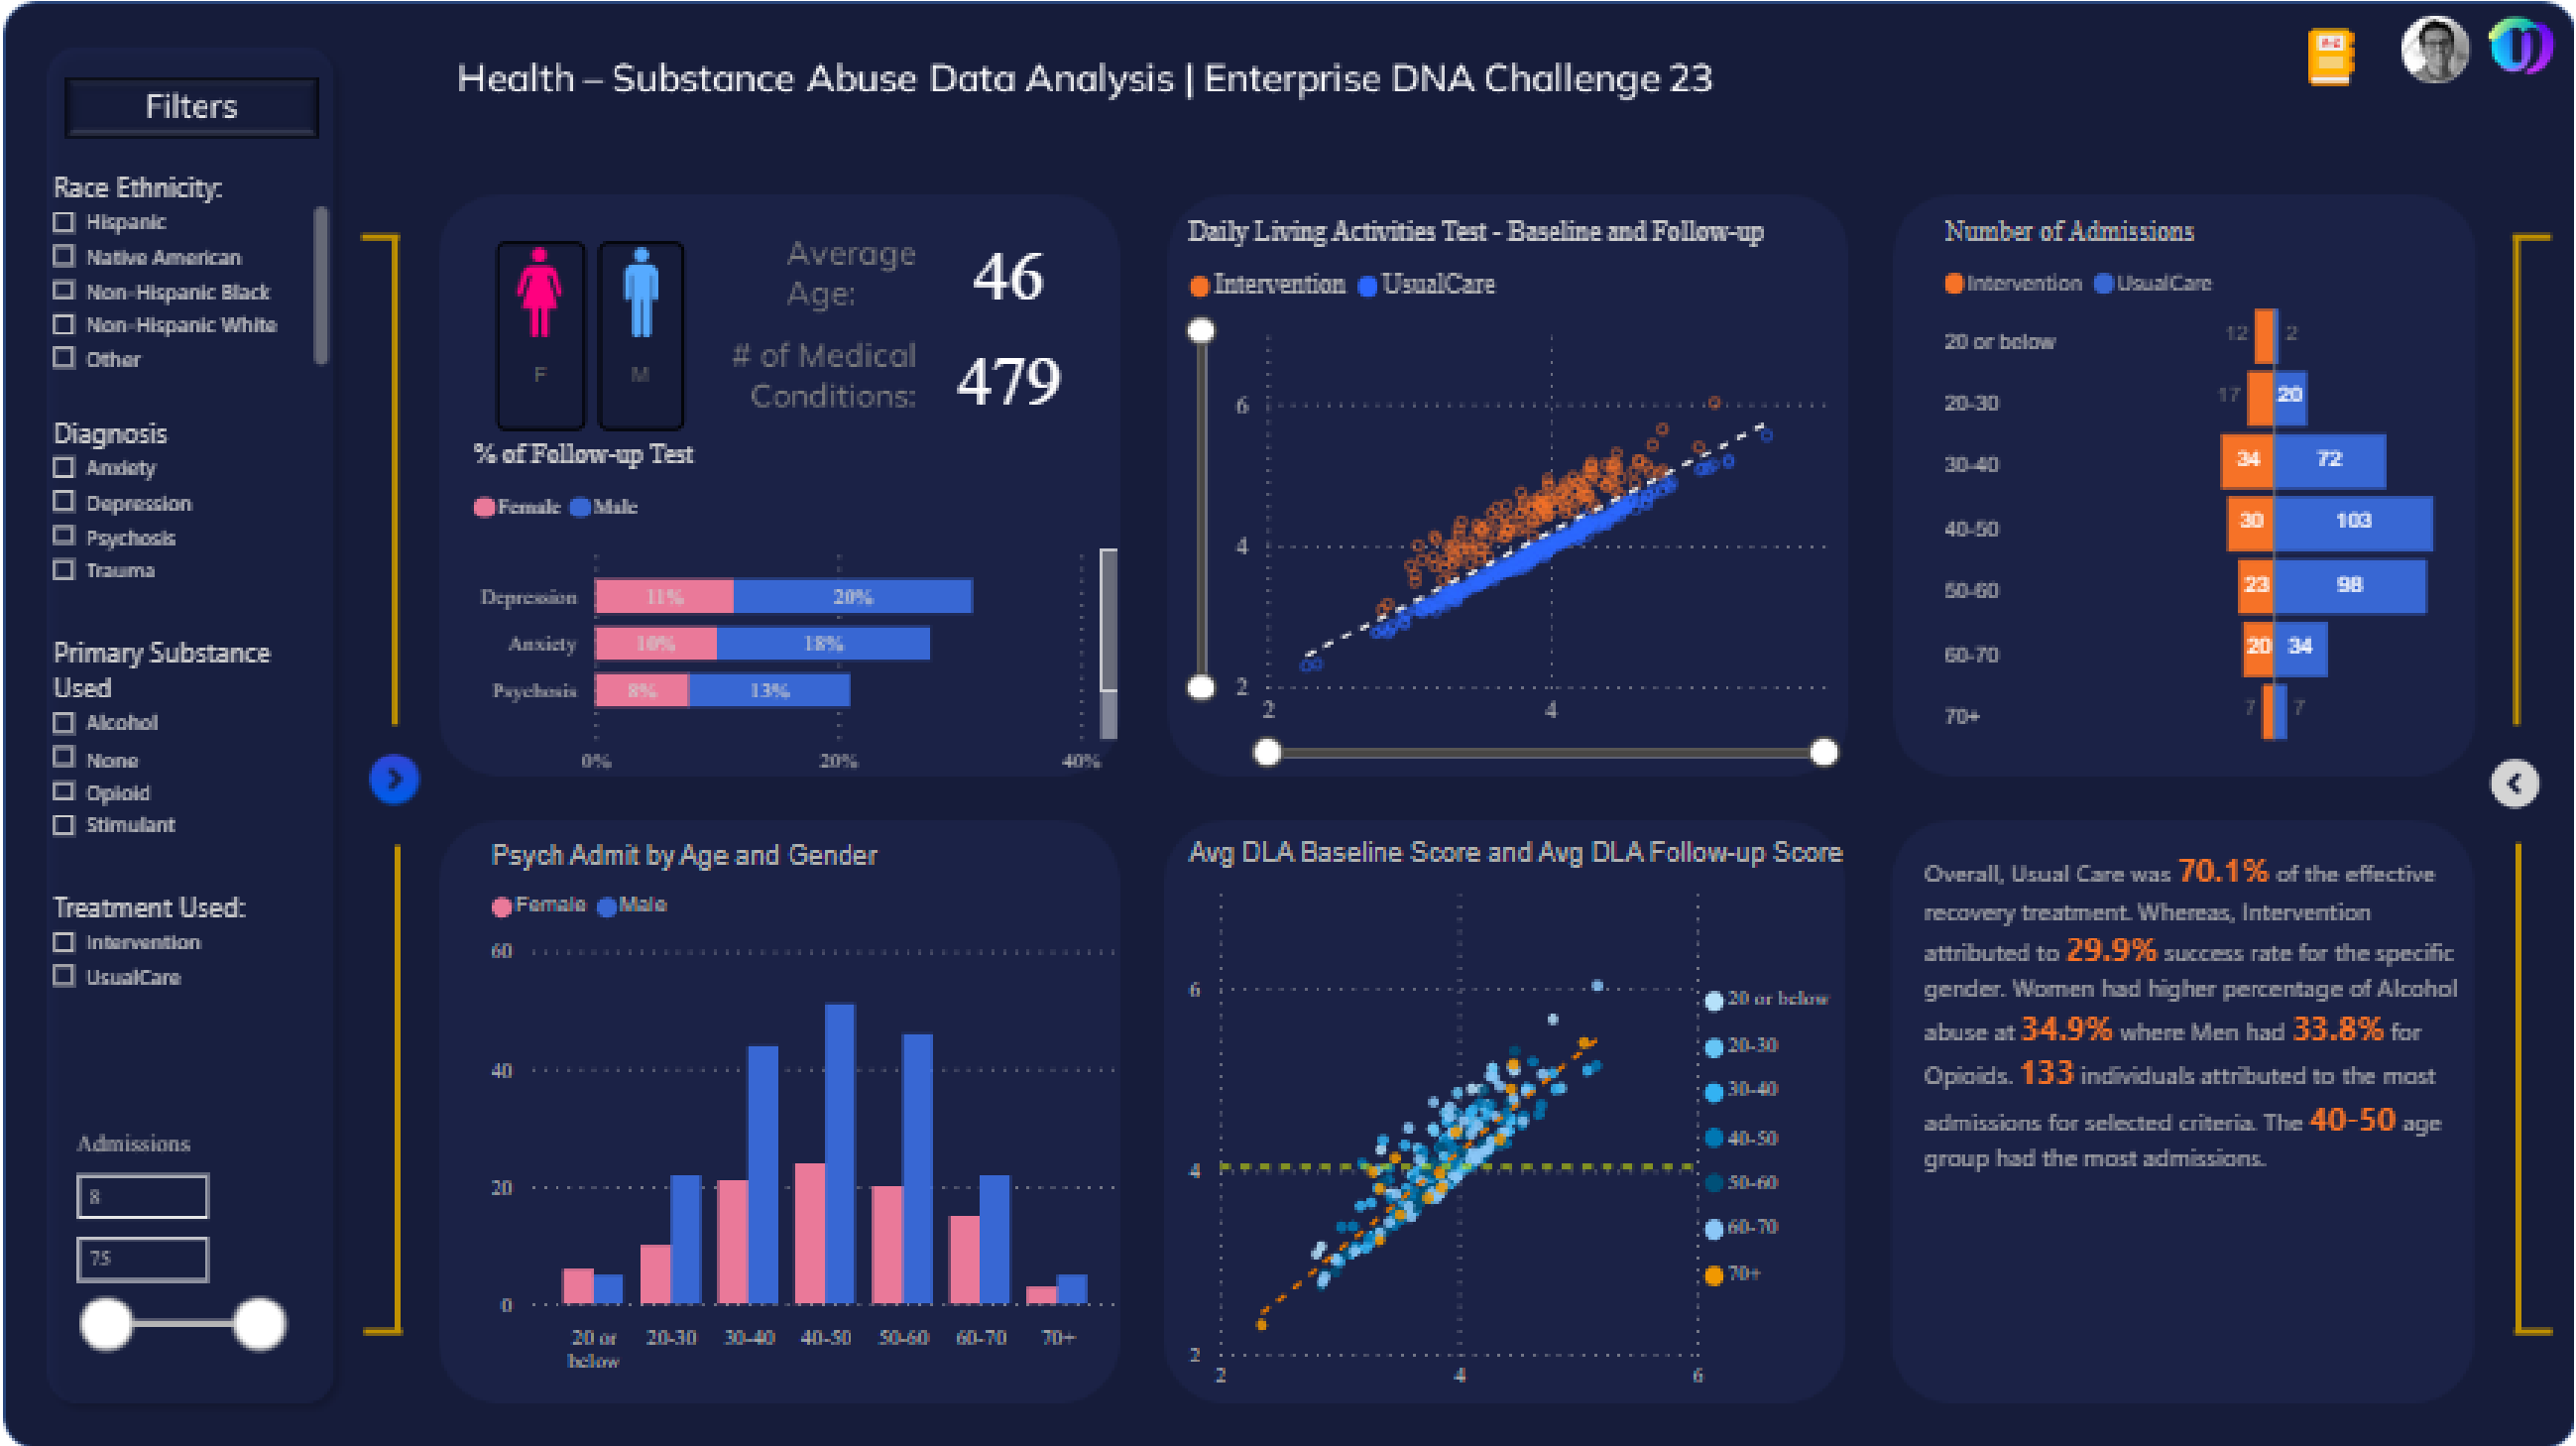 Health – Substance Abuse Data Analysis | Enterprise DNA Challenge 23
Filters
Race Ethnicity:
Hispanic
Native American
Non-Hispanic Black
Non-Hispanic White
Other
Diagnosis
Anxiety
Depression
Psychosis
Trauma
Primary Substance
Used
Alcohol
None
Opioid
Stimulant
Treatment Used:
Intervention
UsualCare
Admissions
8
75
F
M
Average
Age:
46
# of Medical
Conditions:
479
% of Follow-up Test
Female Male
Depression 11% 20%
Anxiety 10% 18%
Psychosis 8% 13%
0% 20% 40%
Daily Living Activities Test - Baseline and Follow-up
Intervention UsualCare
6
4
2
2 4
Number of Admissions
Intervention UsualCare
20 or below 12 2
20-30 17 20
30-40 34 72
40-50 30 103
50-60 23 98
60-70 20 34
70+ 7 7
Psych Admit by Age and Gender
Female Male
60
40
20
0
20 or
below
20-30 30-40 40-50 50-60 60-70 70+
Avg DLA Baseline Score and Avg DLA Follow-up Score
6
4
2
2 4 6
20 or below
20-30
30-40
40-50
50-60
60-70
70+
Overall, Usual Care was 70.1% of the effective
recovery treatment. Whereas, Intervention
attributed to 29.9% success rate for the specific
gender. Women had higher percentage of Alcohol
abuse at 34.9% where Men had 33.8% for
Opioids. 133 individuals attributed to the most
admissions for selected criteria. The 40-50 age
group had the most admissions.